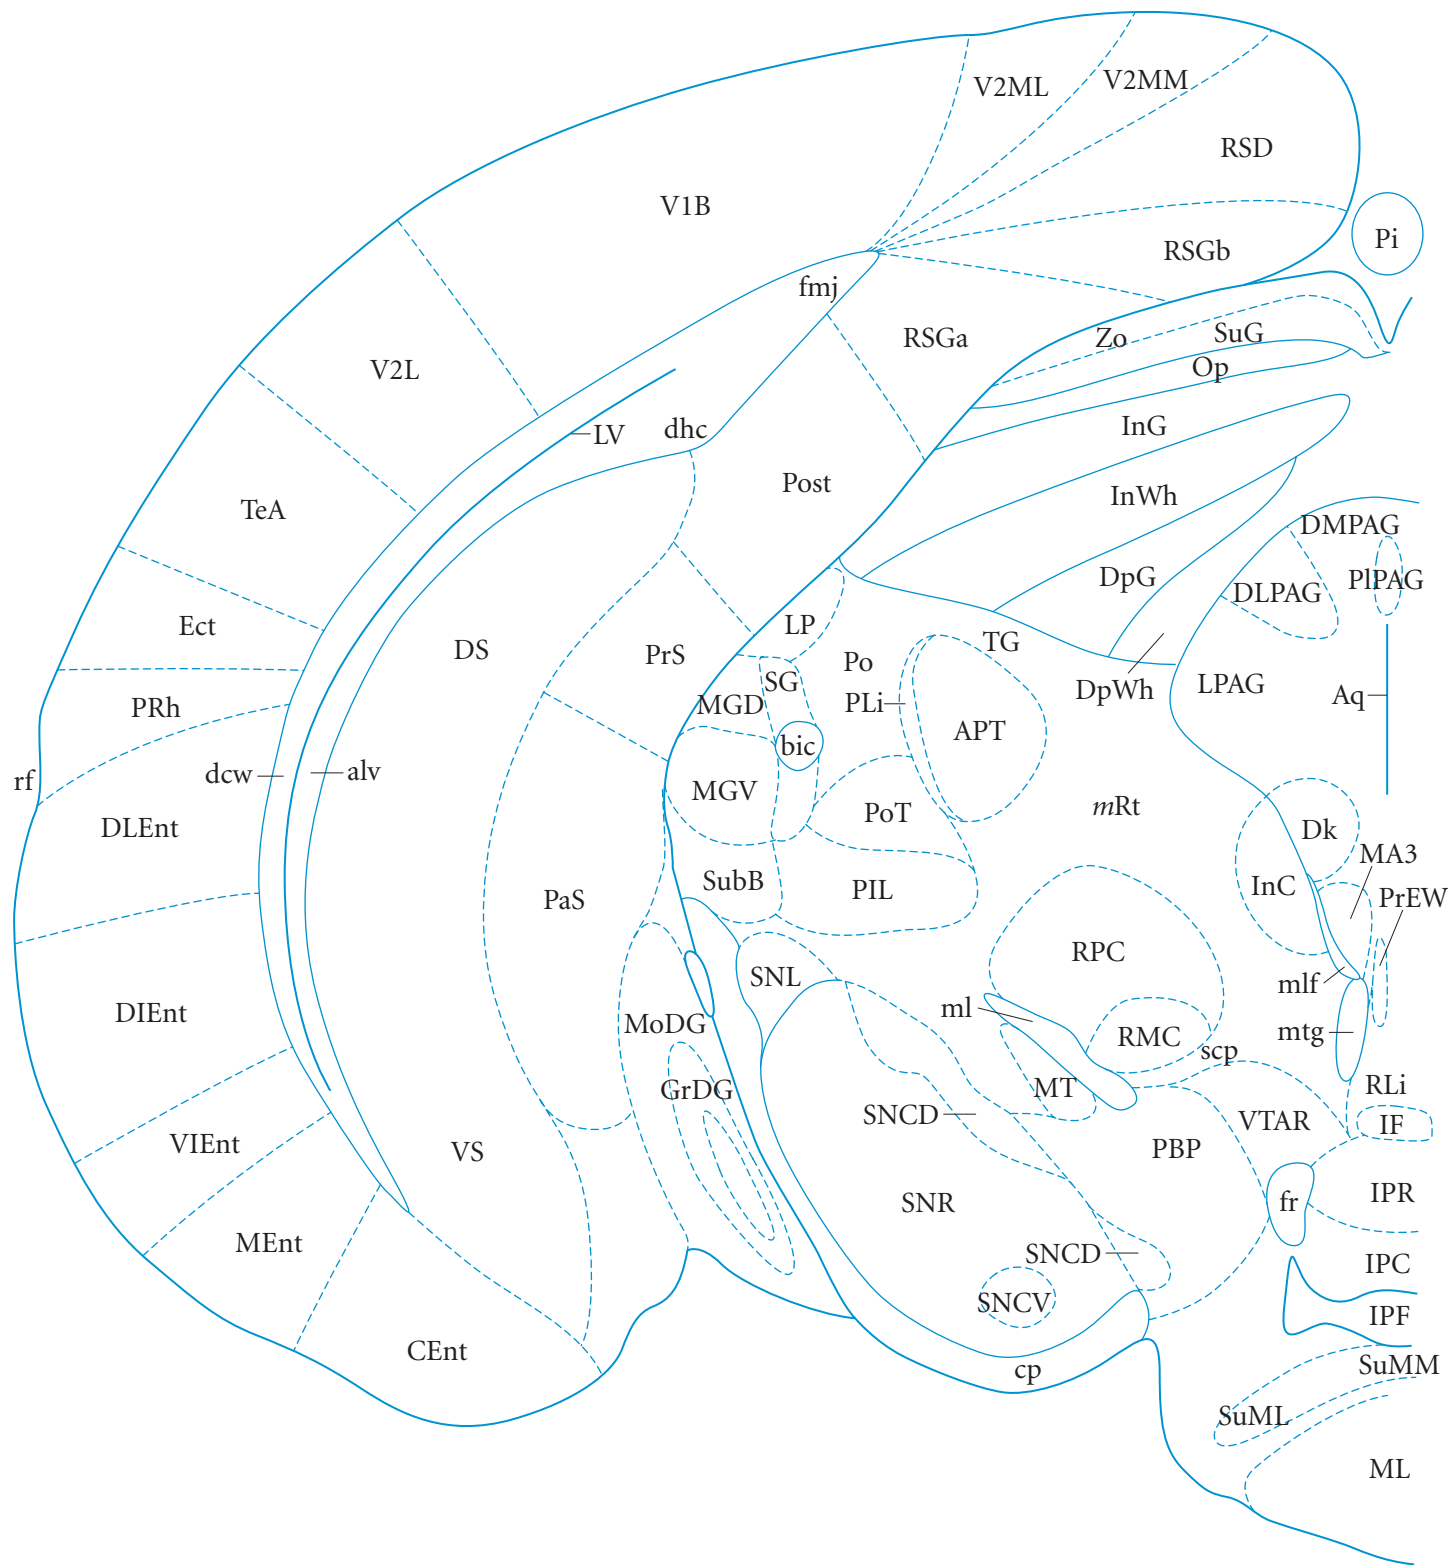 V2ML
V2MM
RSD
V1B
Pi
RSGb
fmj
RSGa
Zo
SuG
Op
V2L
LV
dhc
InG
Post
InWh
TeA
DMPAG
DpG
PlPAG
DLPAG
Ect
LP
DS
PrS
Po
TG
SG
MGD
PLi
DpWh
LPAG
Aq
PRh
APT
bic
rf
dcw
alv
MGV
PoT
mRt
DLEnt
Dk
MA3
SubB
PIL
InC
PrEW
PaS
RPC
SNL
mlf
DIEnt
MoDG
ml
RMC
mtg
scp
GrDG
MT
RLi
SNCD
VTAR
IF
VIEnt
VS
PBP
SNR
fr
IPR
MEnt
SNCD
IPC
SNCV
IPF
CEnt
cp
SuMM
SuML
ML